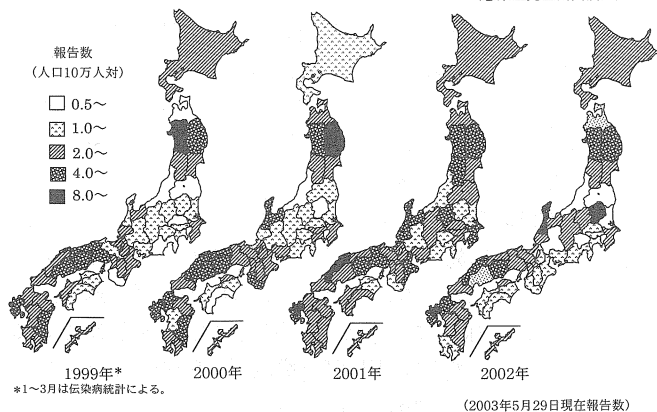 報告数
(人口10万人対)
0.5～
1.0～
2.0～
4.0～
8.0～
1999年*
2000年
2001年
2002年
*1～3月は伝染病統計による。
(2003年5月29日現在報告数)